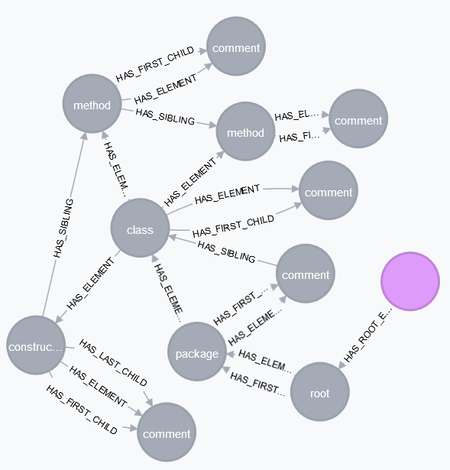 comment
HAS_FIRST_CHILD
HAS_ELEMENT
method
HAS_SIBLING
HAS_EL...
HAS_FI...
comment
method
HAS_ELEM...
HAS_ELEMENT
HAS_ELEMENT
comment
HAS_FIRST_CHILD
HAS_SIBLING
class
HAS_SIBLING
HAS_ELEMENT
HAS_ELEME...
comment
HAS_FIRST_...
HAS_ELEME...
HAS_ROOT_E...
construc...
package
HAS_ELEM...
HAS_FIRST...
root
HAS_LAST_CHILD
HAS_ELEMENT
HAS_FIRST_CHILD
comment